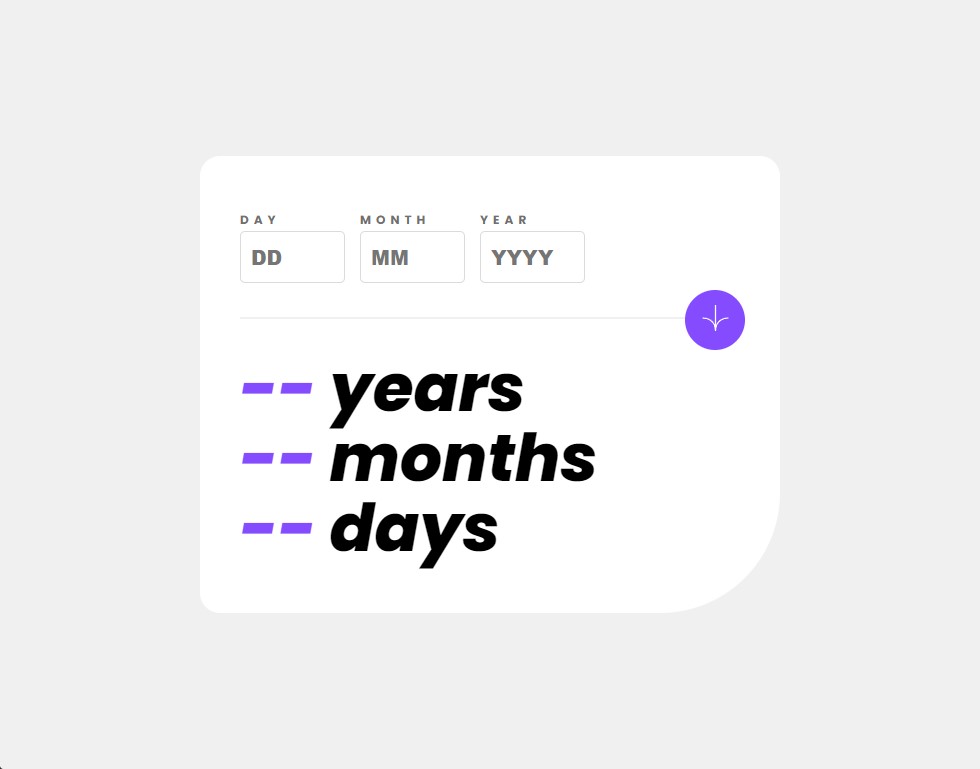 DAY MONTH YEAR
DD MM YYYY
-- years
-- months
-- days